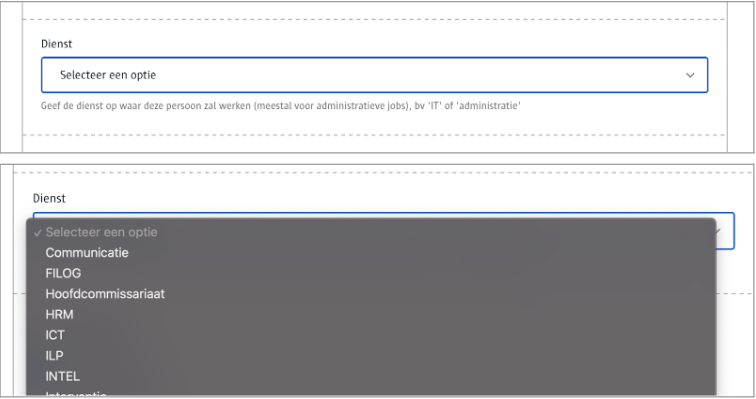 Dienst
Selecteer een optie
Geef de dienst op waar deze persoon zal werken (meestal voor administratieve jobs), bv 'IT' of 'administratie'
Dienst
✓ Selecteer een optie
Communicatie
FILOG
Hoofdcommissariaat
HRM
ICT
ILP
INTEL
Interventie